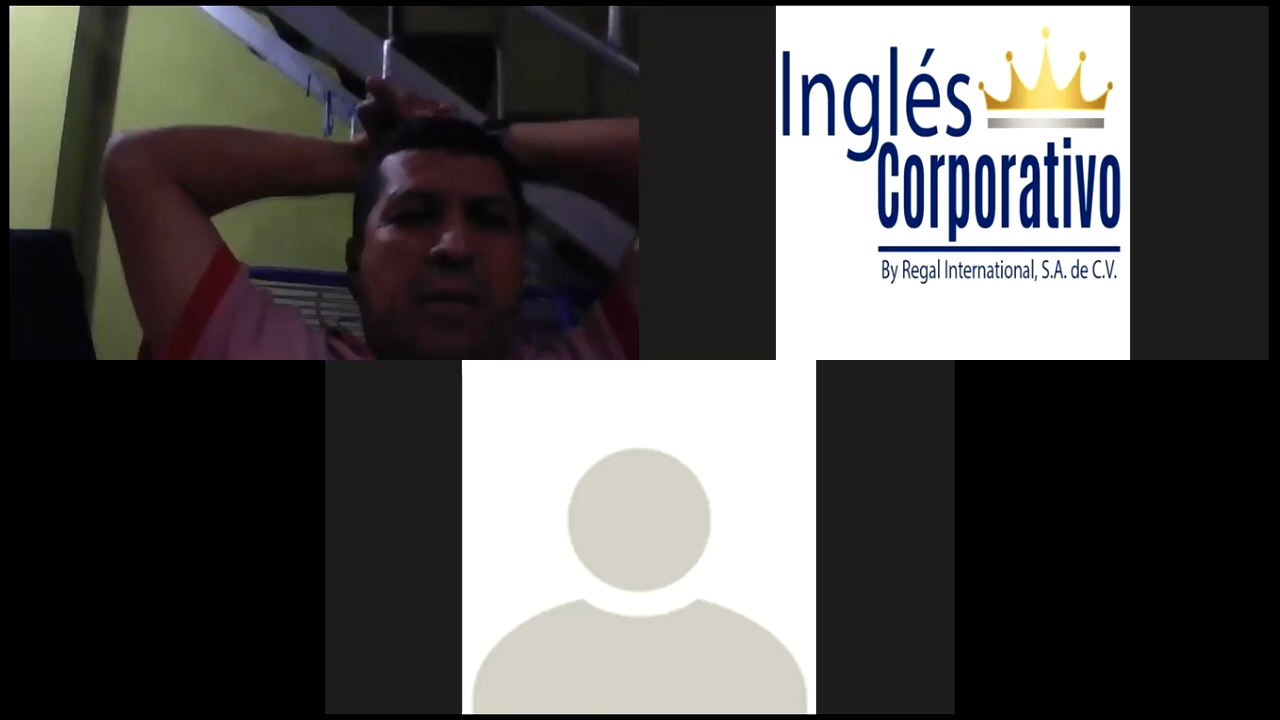 Inglés
Corporativo
By Regal International, S.A. de C.V.